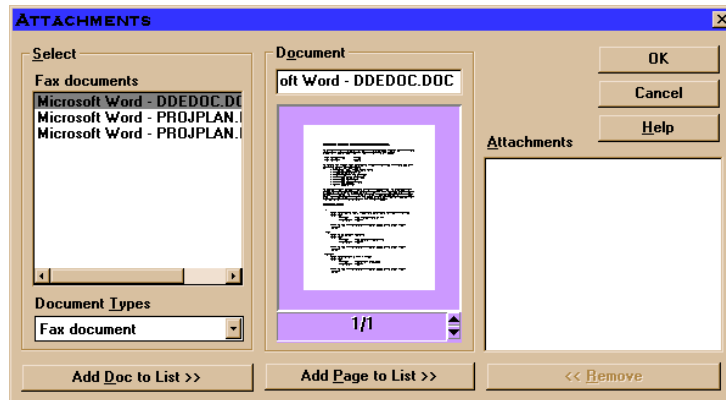 ATTACHMENTS
Select
Fax documents
Microsoft Word - DDEDOC.DO
Microsoft Word - PROJPLAN.
Microsoft Word - PROJPLAN.
Document Types
Fax document
Add Doc to List >>
Document
oft Word - DDEDOC.DOC
1/1
Add Page to List >>
OK
Cancel
Help
Attachments
<< Remove